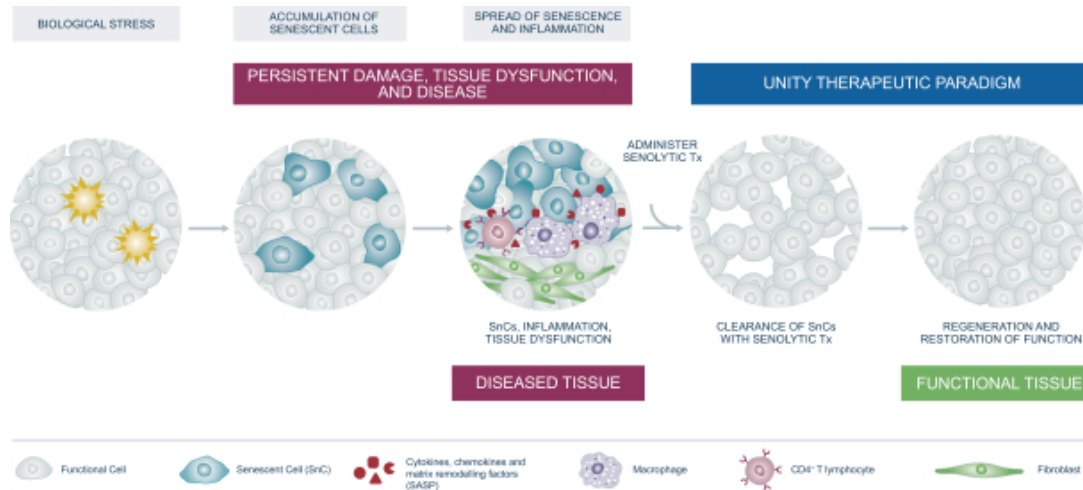 BIOLOGICAL STRESS
ACCUMULATION OF
SENESCENT CELLS
SPREAD OF SENESCENCE
AND INFLAMMATION
PERSISTENT DAMAGE, TISSUE DYSFUNCTION,
AND DISEASE
UNITY THERAPEUTIC PARADIGM
ADMINISTER
SENOLYTIC Tx
SnCs, INFLAMMATION,
TISSUE DYSFUNCTION
CLEARANCE OF SnCs
WITH SENOLYTIC Tx
REGENERATION AND
RESTORATION OF FUNCTION
DISEASED TISSUE
FUNCTIONAL TISSUE
Functional Cell
Senescent Cell (SnC)
Cytokines, chemokines and
matrix remodelling factors
(SASP)
Macrophage
CD4⁺ T lymphocyte
Fibroblast